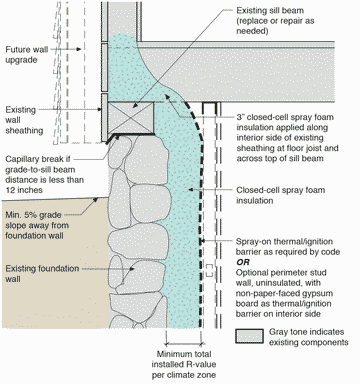 Existing sill beam
(replace or repair as
needed)
Future wall
upgrade
Existing
wall
sheathing
3" closed-cell spray foam
insulation applied along
interior side of existing
sheathing at floor joist and
across top of sill beam
Capillary break if
grade-to-sill beam
distance is less than
12 inches
Closed-cell spray foam
insulation
Min. 5% grade
slope away from
foundation wall
Spray-on thermal/ignition
barrier as required by code
OR
Optional perimeter stud
wall, uninsulated, with
non-paper-faced gypsum
board as thermal/ignition
barrier on interior side
Existing foundation
wall
Gray tone indicates
existing components
Minimum total
installed R-value
per climate zone